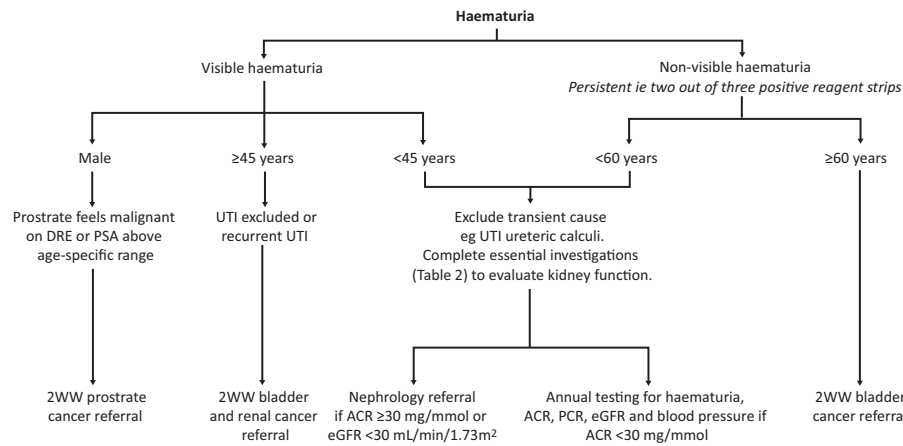 Haematuria
Visible haematuria
Non-visible haematuria
Persistent ie two out of three positive reagent strips
Male
≥45 years
<45 years
<60 years
≥60 years
Prostrate feels malignant
on DRE or PSA above
age-specific range
UTI excluded or
recurrent UTI
Exclude transient cause
eg UTI ureteric calculi.
Complete essential investigations
(Table 2) to evaluate kidney function.
2WW prostrate
cancer referral
2WW bladder
and renal cancer
referral
Nephrology referral
if ACR ≥30 mg/mmol or
eGFR <30 mL/min/1.73m²
Annual testing for haematuria,
ACR, PCR, eGFR and blood pressure if
ACR <30 mg/mmol
2WW bladder
cancer referral